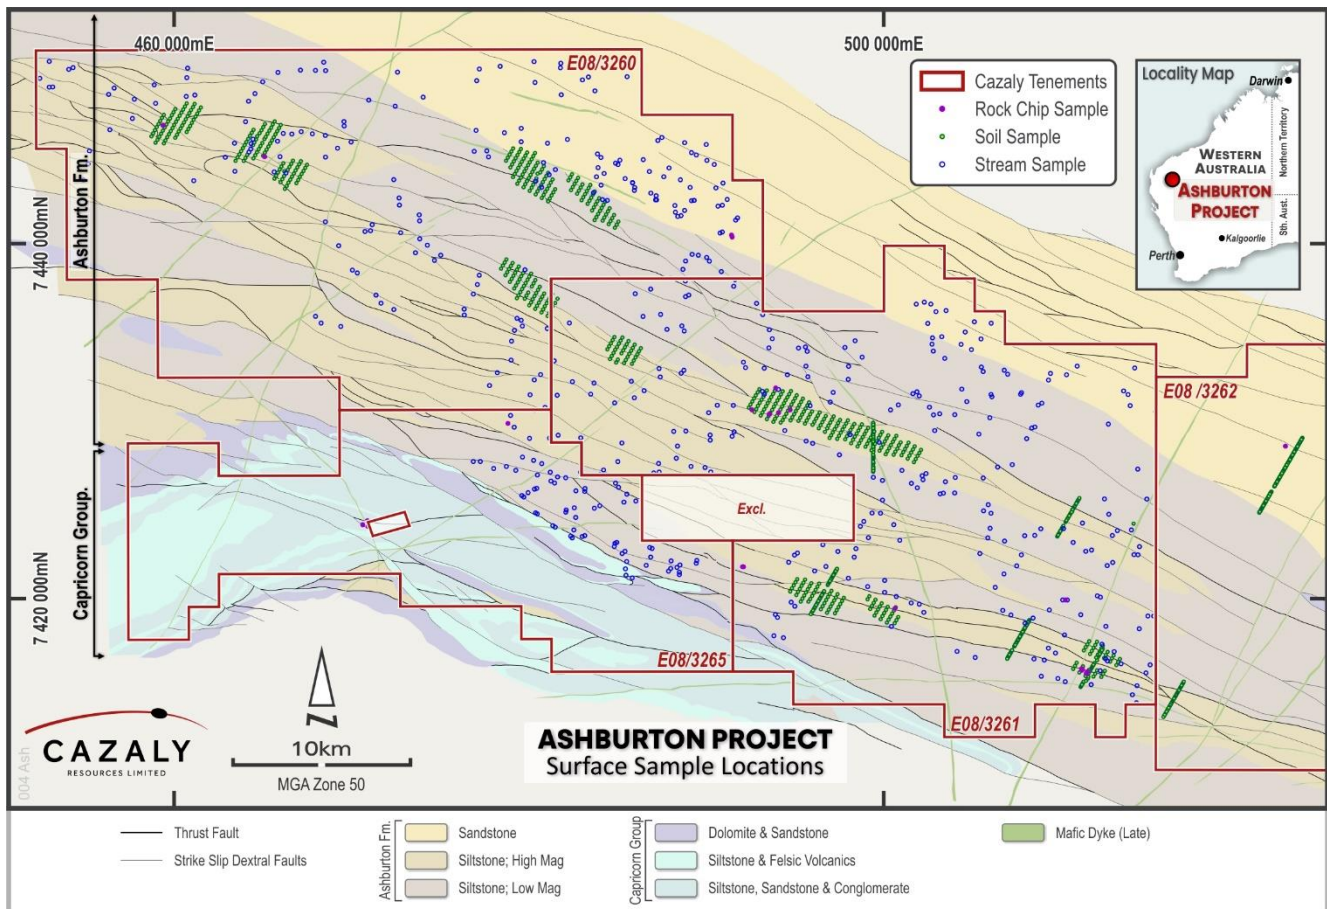 460 000mE
500 000mE
E08/3260
Cazaly Tenements
Rock Chip Sample
Soil Sample
Stream Sample
Locality Map
Darwin
Northern Territory
WESTERN
AUSTRALIA
ASHBURTON
PROJECT
Sth. Aust.
Kalgoorlie
Perth
Ashburton Fm.
7 440 000mN
E08 /3262
Excl.
Capricorn Group.
7 420 000mN
E08/3265
E08/3261
N
10km
MGA Zone 50
CAZALY
RESOURCES LIMITED
004 Ash
ASHBURTON PROJECT
Surface Sample Locations
Thrust Fault
Strike Slip Dextral Faults
Ashburton Fm.
Sandstone
Siltstone; High Mag
Siltstone; Low Mag
Capricorn Group
Dolomite & Sandstone
Siltstone & Felsic Volcanics
Siltstone, Sandstone & Conglomerate
Mafic Dyke (Late)